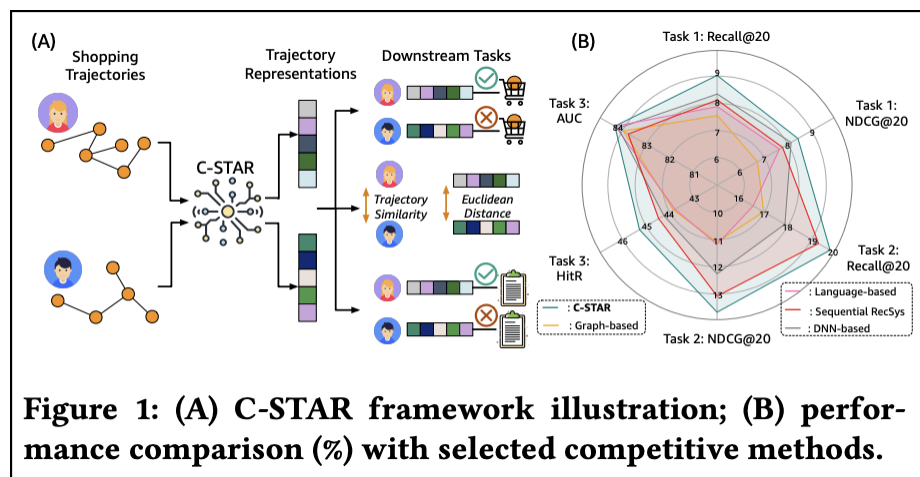 (A)
Shopping
Trajectories
C-STAR
Trajectory
Representations
Downstream Tasks
Trajectory
Similarity
Euclidean
Distance
(B)
Task 1: Recall@20
Task 1:
NDCG@20
Task 2:
Recall@20
Task 2: NDCG@20
Task 3:
HitR
Task 3:
AUC
9
8
7
6
9
8
7
6
20
19
18
17
16
13
12
11
10
46
45
44
43
84
83
82
81
: C-STAR
: Graph-based
: Language-based
: Sequential RecSys
: DNN-based
Figure 1: (A) C-STAR framework illustration; (B) perfor-
mance comparison (%) with selected competitive methods.